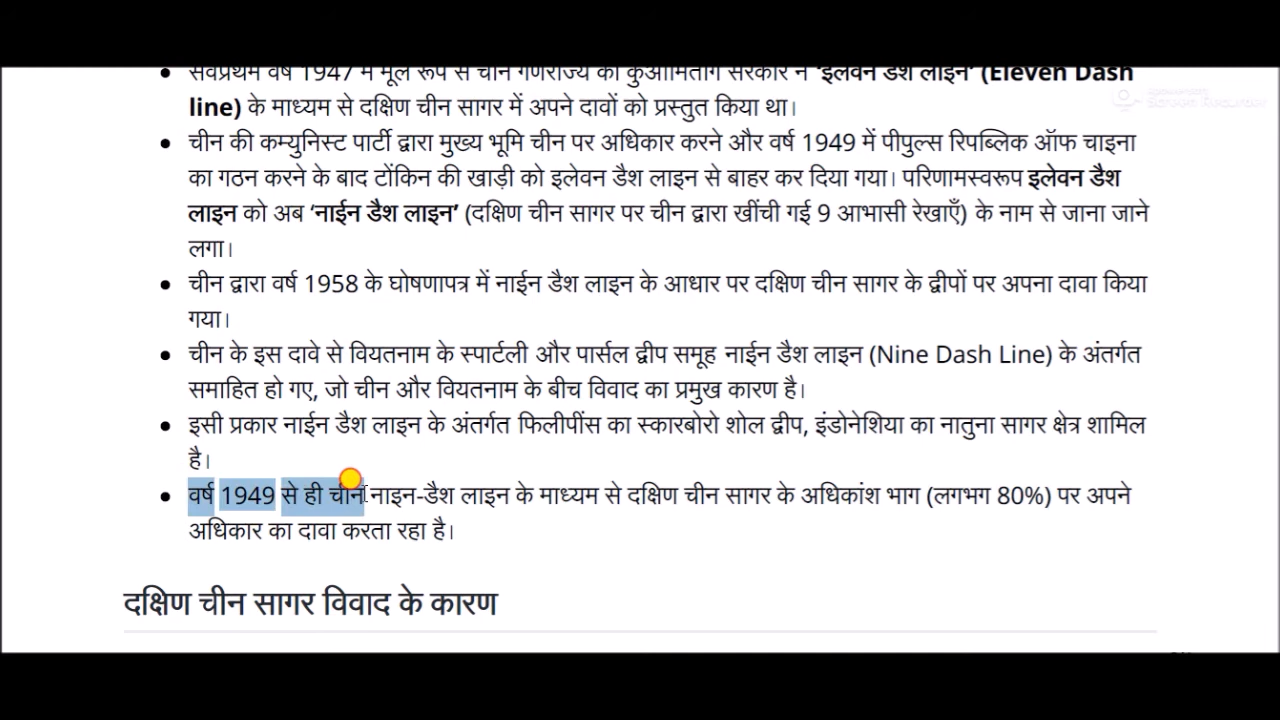 सर्वप्रथम वर्ष 1947 में मूल रूप से चीन गणराज्य की कुओमितांग सरकार ने 'इलेवन डैश लाइन' (Eleven Dash
line) के माध्यम से दक्षिण चीन सागर में अपने दावों को प्रस्तुत किया था।
चीन की कम्युनिस्ट पार्टी द्वारा मुख्य भूमि चीन पर अधिकार करने और वर्ष 1949 में पीपुल्स रिपब्लिक ऑफ चाइना
का गठन करने के बाद टोंकिन की खाड़ी को इलेवन डैश लाइन से बाहर कर दिया गया। परिणामस्वरूप इलेवन डैश
लाइन को अब 'नाईन डैश लाइन' (दक्षिण चीन सागर पर चीन द्वारा खींची गई 9 आभासी रेखाएँ) के नाम से जाना जाने
लगा।
चीन द्वारा वर्ष 1958 के घोषणापत्र में नाईन डैश लाइन के आधार पर दक्षिण चीन सागर के द्वीपों पर अपना दावा किया
गया।
चीन के इस दावे से वियतनाम के स्पार्टली और पार्सल द्वीप समूह नाईन डैश लाइन (Nine Dash Line) के अंतर्गत
समाहित हो गए, जो चीन और वियतनाम के बीच विवाद का प्रमुख कारण है।
इसी प्रकार नाईन डैश लाइन के अंतर्गत फिलीपींस का स्कारबोरो शोल द्वीप, इंडोनेशिया का नातुना सागर क्षेत्र शामिल
है।
वर्ष 1949 से ही चीन नाइन-डैश लाइन के माध्यम से दक्षिण चीन सागर के अधिकांश भाग (लगभग 80%) पर अपने
अधिकार का दावा करता रहा है।
दक्षिण चीन सागर विवाद के कारण